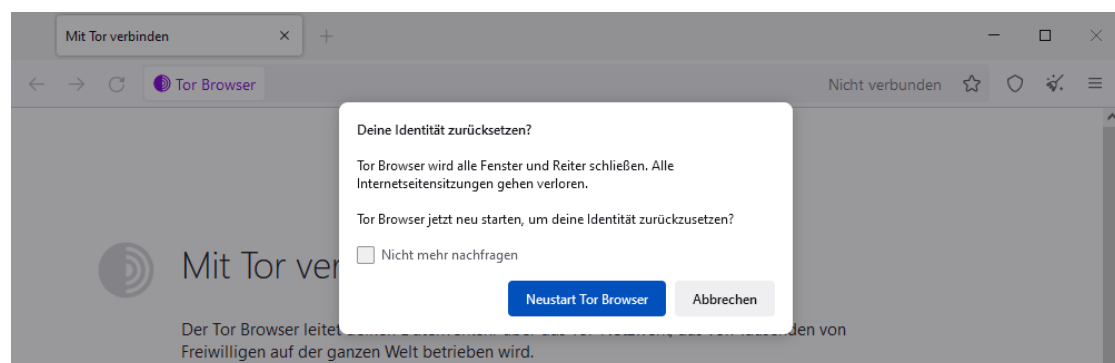 Mit Tor verbinden
Tor Browser
Nicht verbunden
Deine Identität zurücksetzen?
Tor Browser wird alle Fenster und Reiter schließen. Alle
Internetseitensitzungen gehen verloren.
Tor Browser jetzt neu starten, um deine Identität zurückzusetzen?
Nicht mehr nachfragen
Neustart Tor Browser
Abbrechen
Mit Tor ver
Der Tor Browser leitet den von
Freiwilligen auf der ganzen Welt betrieben wird.